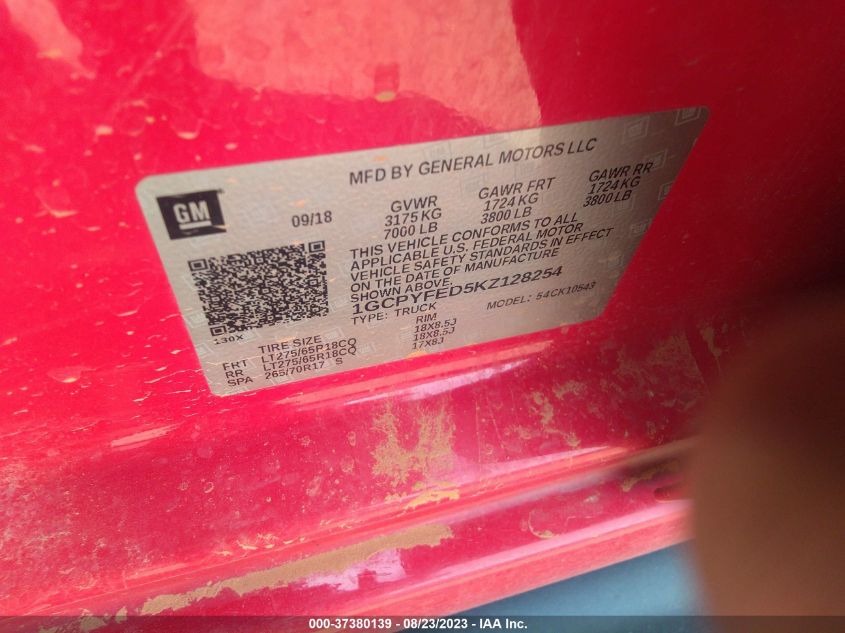 MFD BY GENERAL MOTORS LLC
GM
09/18
GVWR GAWR FRT GAWR RR
3175 KG 1724 KG 1724 KG
7000 LB 3800 LB 3800 LB
THIS VEHICLE CONFORMS TO ALL
APPLICABLE U.S. FEDERAL MOTOR
VEHICLE SAFETY STANDARDS IN EFFECT
ON THE DATE OF MANUFACTURE
SHOWN ABOVE.
1GCPYFED5KZ128254
TYPE: TRUCK MODEL: 54CK10543
130X
TIRE SIZE RIM
FRT LT275/65R18CQ 18X8.5J
RR LT275/65R18CQ 18X8.5J
SPA 265/70R17 S 17X8J
000-37380139 - 08/23/2023 - IAA Inc.